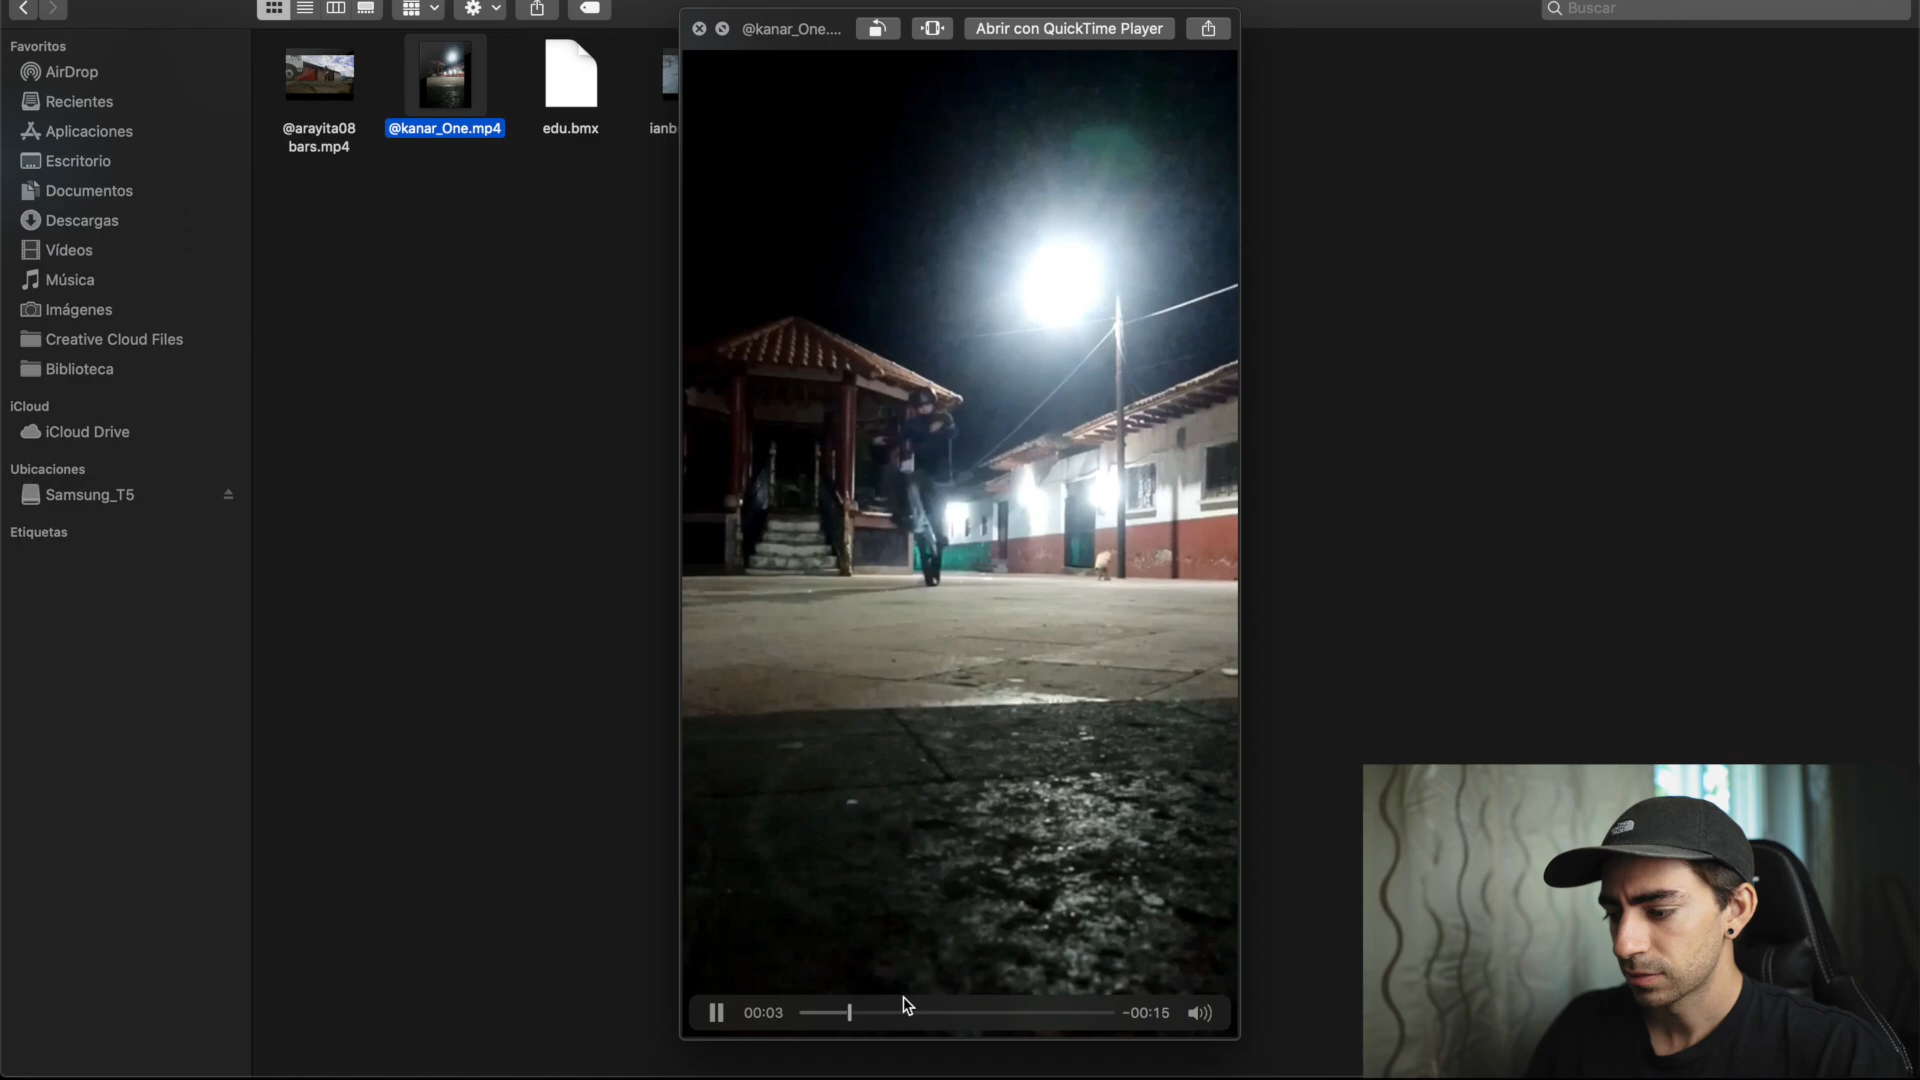 Buscar
@kanar_One....
Abrir con QuickTime Player
Favoritos
AirDrop
Recientes
Aplicaciones
Escritorio
Documentos
Descargas
Vídeos
Música
Imágenes
Creative Cloud Files
Biblioteca
iCloud
iCloud Drive
Ubicaciones
Samsung_T5
Etiquetas
@arayita08
bars.mp4
@kanar_One.mp4
edu.bmx
ianb
00:03
-00:15